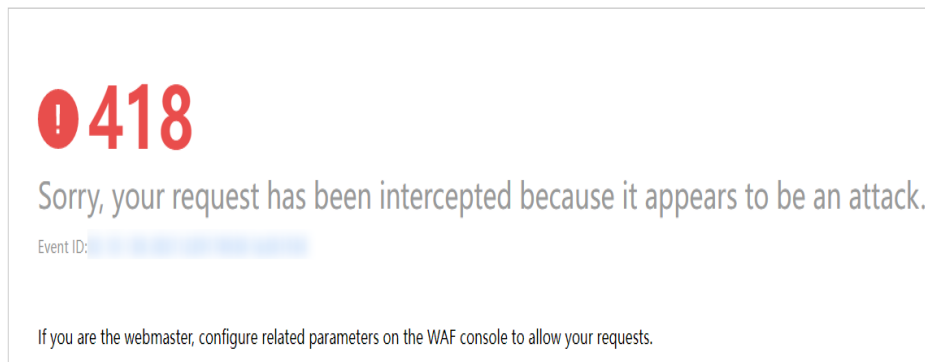 ! 418
Sorry, your request has been intercepted because it appears to be an attack.
Event ID:
If you are the webmaster, configure related parameters on the WAF console to allow your requests.